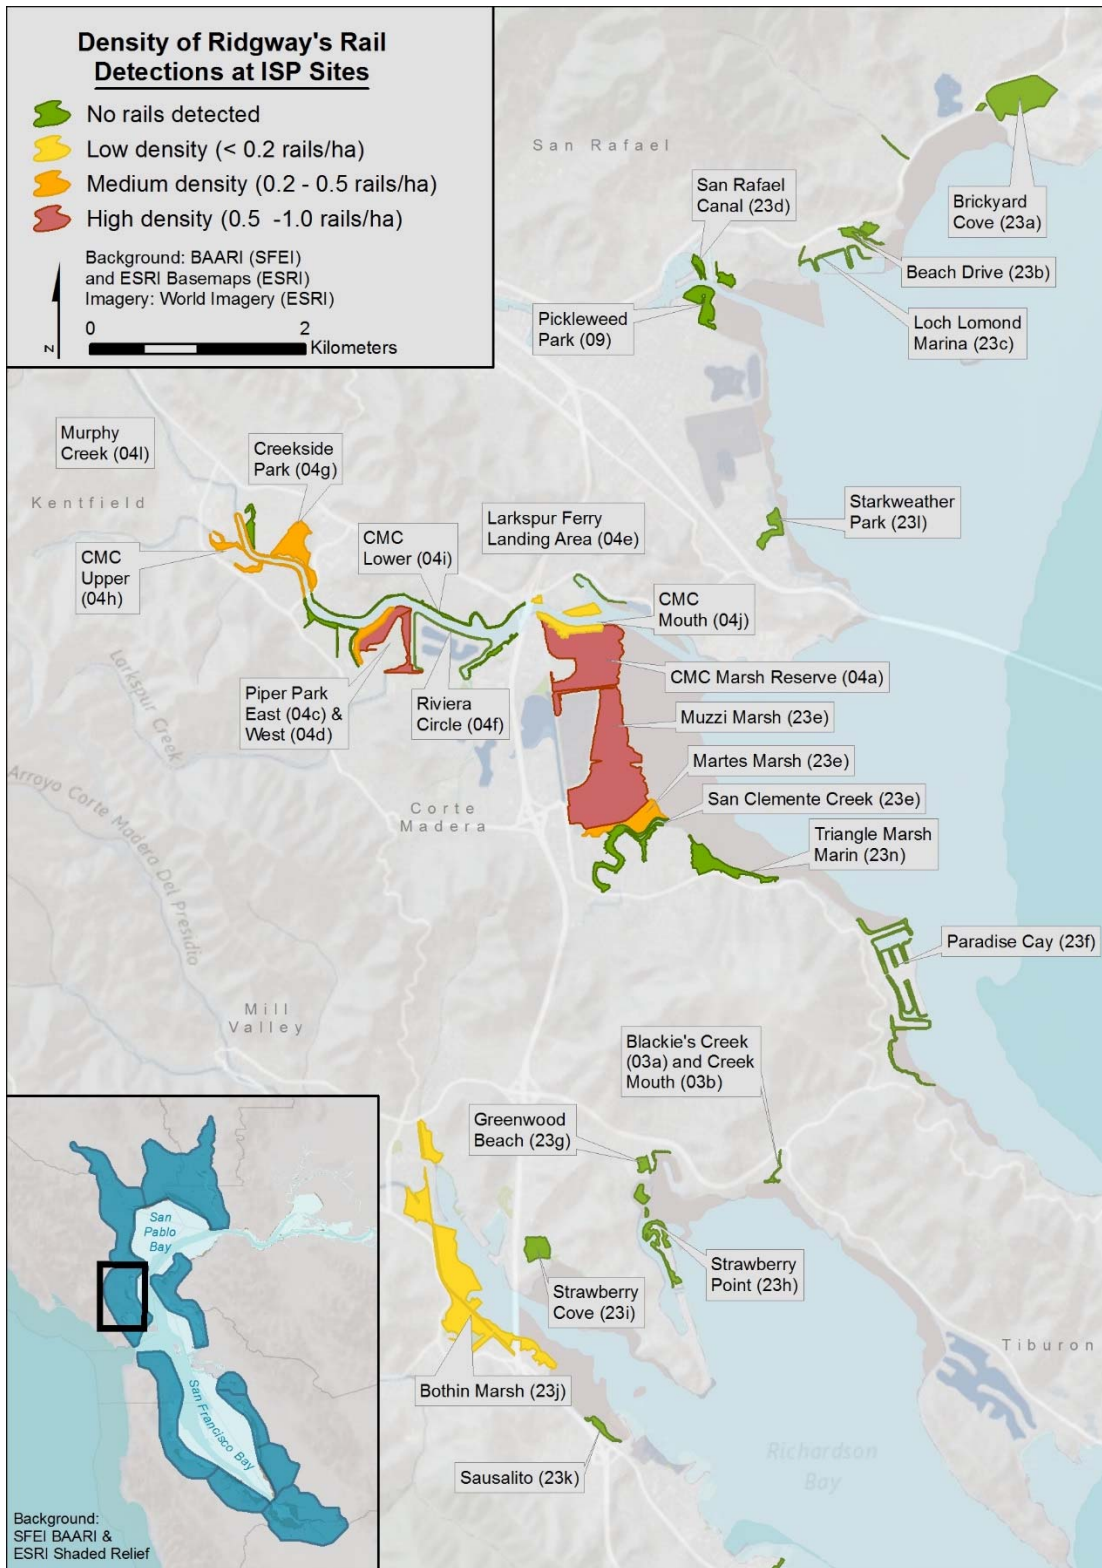 Density of Ridgway's Rail
Detections at ISP Sites
No rails detected
Low density (< 0.2 rails/ha)
Medium density (0.2 - 0.5 rails/ha)
High density (0.5 -1.0 rails/ha)
Background: BAARI (SFEI)
and ESRI Basemaps (ESRI)
Imagery: World Imagery (ESRI)
N
0
2
Kilometers
San Rafael
San Rafael
Canal (23d)
Brickyard
Cove (23a)
Beach Drive (23b)
Loch Lomond
Marina (23c)
Pickleweed
Park (09)
Murphy
Creek (04l)
Kentfield
Creekside
Park (04g)
CMC
Upper
(04h)
CMC
Lower (04i)
Larkspur Ferry
Landing Area (04e)
Starkweather
Park (23l)
CMC
Mouth (04j)
CMC Marsh Reserve (04a)
Larkspur Creek
Piper Park
East (04c) &
West (04d)
Riviera
Circle (04f)
Muzzi Marsh (23e)
Martes Marsh (23e)
San Clemente Creek (23e)
Corte
Madera
Triangle Marsh
Marin (23n)
Arroyo Corte Madera Del Presidio
Paradise Cay (23f)
Mill
Valley
Blackie's Creek
(03a) and Creek
Mouth (03b)
Greenwood
Beach (23g)
Strawberry
Point (23h)
Strawberry
Cove (23i)
Tiburon
Bothin Marsh (23j)
Sausalito (23k)
Richardson
Bay
San
Pablo
Bay
San Francisco Bay
Background:
SFEI BAARI &
ESRI Shaded Relief